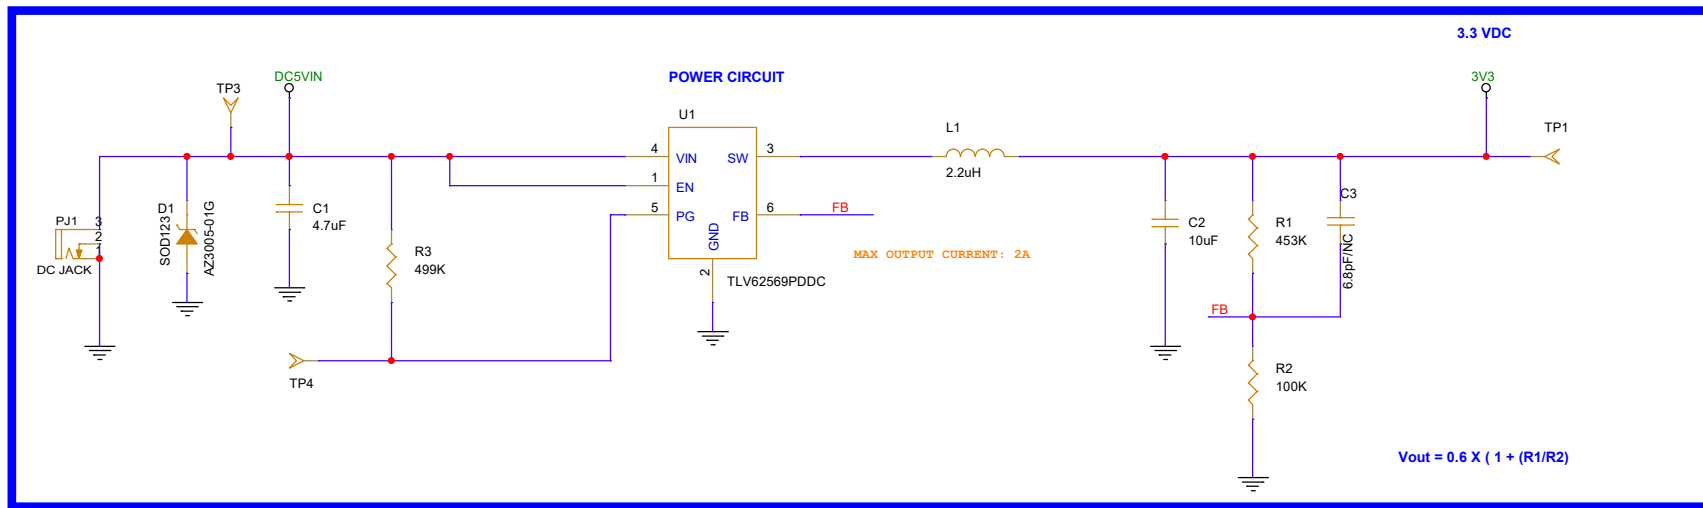 3.3 VDC
DC5VIN
POWER CIRCUIT
3V3
TP3
U1
L1
TP1
4
VIN
SW
3
2.2uH
1
EN
5
PG
FB
6
FB
GND
2
TLV62569PDDC
MAX OUTPUT CURRENT: 2A
PJ1
3
2
1
DC JACK
D1
SOD123
AZ3005-01G
C1
4.7uF
R3
499K
TP4
C2
10uF
R1
453K
C3
6.8pF/NC
FB
R2
100K
Vout = 0.6 X ( 1 + (R1/R2)